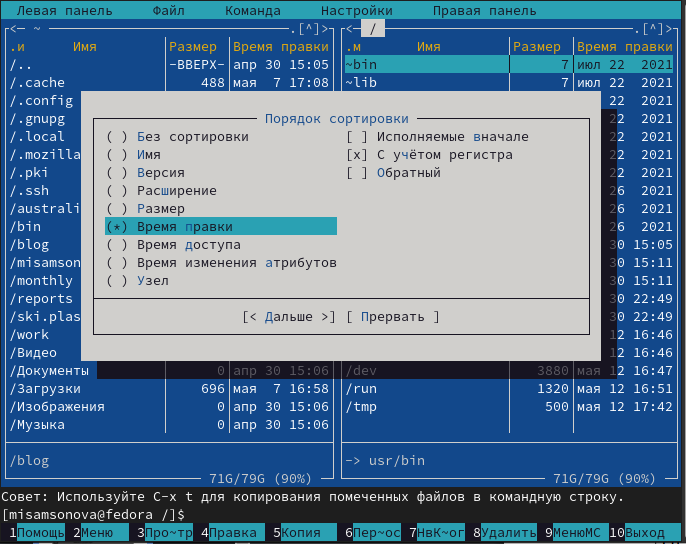 Левая панель Файл Команда Настройки Правая панель
<─ ~ .[^]> <─ / .[^]>
.и Имя Размер Время правки .м Имя Размер Время правки
/.. -ВВЕРХ- апр 30 15:05 ~bin 7 июл 22 2021
/.cache 488 мая 7 17:08 ~lib 7 июл 22 2021
/.config 22 2021
/.gnupg 22 2021
Порядок сортировки
/.local ( ) Без сортировки [ ] Исполняемые вначале 22 2021
/.mozilla ( ) Имя [x] С учётом регистра 22 2021
/.pki ( ) Версия [ ] Обратный 22 2021
/.ssh ( ) Расширение 26 2021
/australi ( ) Размер 26 2021
/bin (*) Время правки 26 2021
/blog ( ) Время доступа 30 15:05
/misamson ( ) Время изменения атрибутов 30 15:11
/monthly ( ) Узел 30 15:11
/reports 30 22:49
/ski.plas [< Дальше >] [ Прервать ] 30 22:49
/work 12 16:46
/Видео 12 16:46
/Документы 0 апр 30 15:06 /dev 3880 мая 12 16:47
/Загрузки 696 мая 7 16:58 /run 1320 мая 12 16:51
/Изображения 0 апр 30 15:06 /tmp 500 мая 12 17:42
/Музыка 0 апр 30 15:06
/blog -> usr/bin
71G/79G (90%) 71G/79G (90%)
Совет: Используйте C-x t для копирования помеченных файлов в командную строку.
[misamsonova@fedora /]$
1Помощь 2Меню 3Про~тр 4Правка 5Копия 6Пер~ос 7НвК~ог 8Удалить 9МенюMC 10Выход